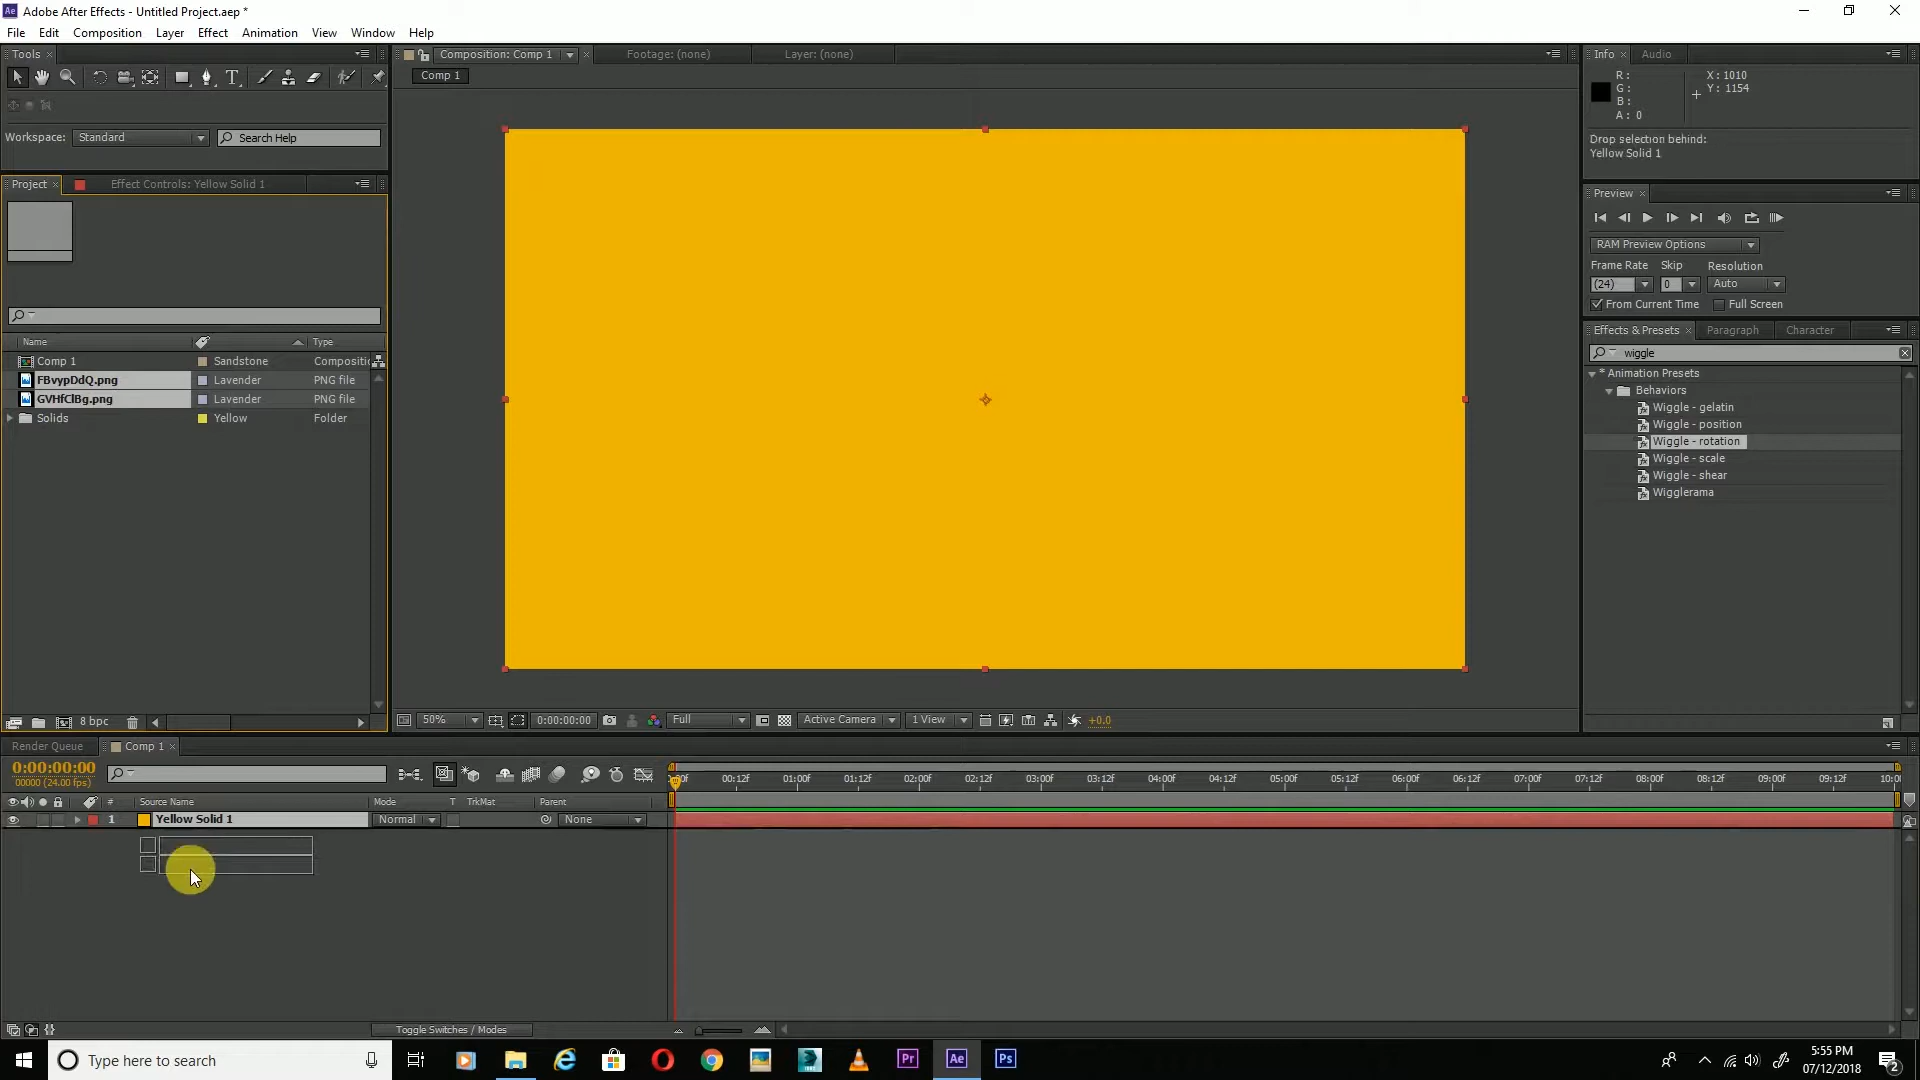 Adobe After Effects - Untitled Project.aep *
File Edit Composition Layer Effect Animation View Window Help
Tools
Composition: Comp 1
Footage: (none)
Layer: (none)
Info
Audio
Comp 1
R :
G :
B :
A : 0
X : 1010
Y : 1154
Workspace: Standard
Search Help
Drop selection behind:
Yellow Solid 1
Project
Effect Controls: Yellow Solid 1
Preview
RAM Preview Options
Frame Rate Skip Resolution
(24) 0 Auto
From Current Time Full Screen
Effects & Presets Paragraph Character
wiggle
* Animation Presets
Behaviors
Wiggle - gelatin
Wiggle - position
Wiggle - rotation
Wiggle - scale
Wiggle - shear
Wigglerama
Name Type
Comp 1 Sandstone Compositi
FBvypDdQ.png Lavender PNG file
GVHfClBg.png Lavender PNG file
Solids Yellow Folder
8 bpc
50% 0:00:00:00 Full Active Camera 1 View +0.0
Render Queue Comp 1
0:00:00:00
00000 (24.00 fps)
# Source Name Mode T TrkMat Parent
00:12f 01:00f 01:12f 02:00f 02:12f 03:00f 03:12f 04:00f 04:12f 05:00f 05:12f 06:00f 06:12f 07:00f 07:12f 08:00f 08:12f 09:00f 09:12f 10:0
1 Yellow Solid 1 Normal None
Toggle Switches / Modes
Type here to search
Pr Ae Ps
5:55 PM
07/12/2018
2